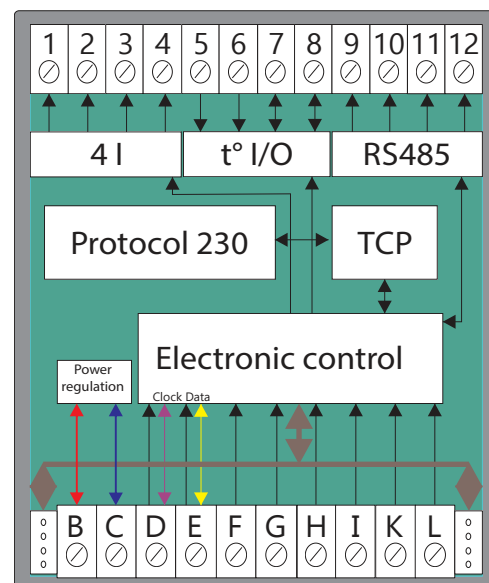 1 2 3 4 5 6 7 8 9 10 11 12
4 I t° I/O RS485
Protocol 230 TCP
Electronic control
Power
regulation
Clock Data
B C D E F G H I K L